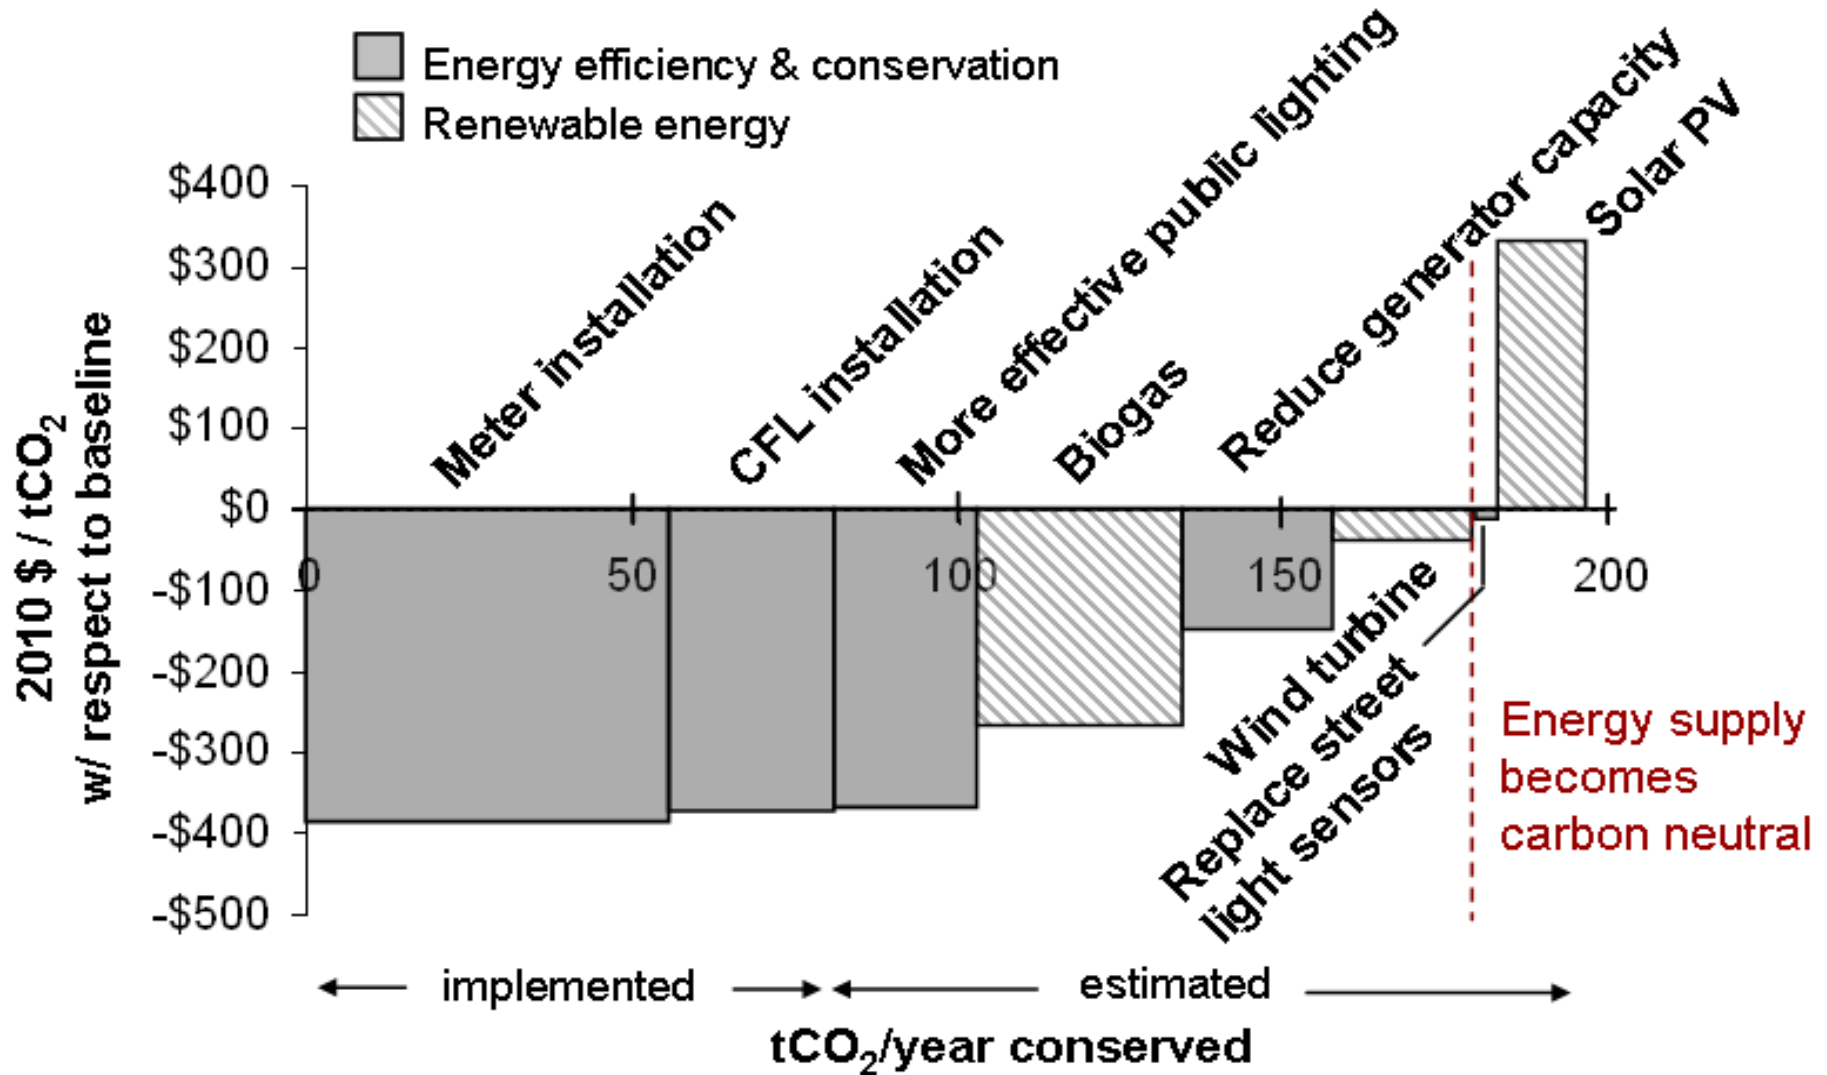 Energy efficiency & conservation
Renewable energy
$400
$300
$200
$100
$0
-$100
-$200
-$300
-$400
-$500
2010 $ / tCO₂
w/ respect to baseline
Meter installation
CFL installation
More effective public lighting
Biogas
Reduce generator capacity
Solar PV
0
50
100
150
200
Wind turbine
Replace street
light sensors
Energy supply
becomes
carbon neutral
implemented
estimated
tCO₂/year conserved